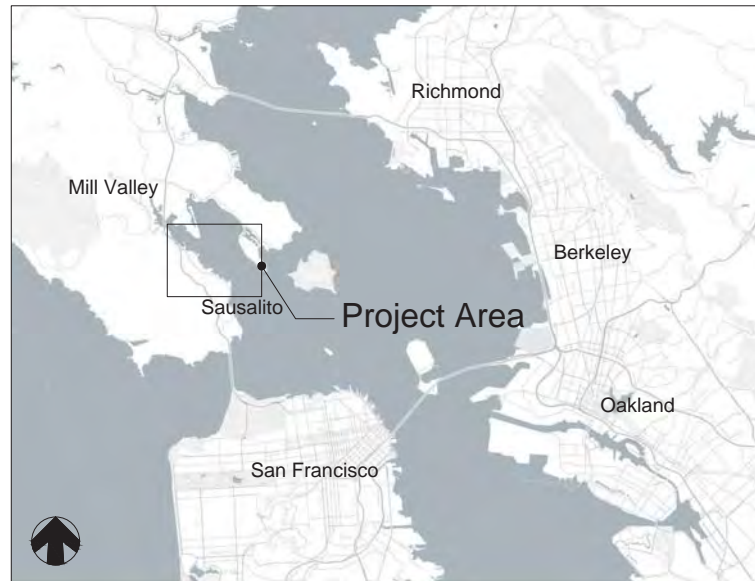 Richmond
Mill Valley
Berkeley
Sausalito
Project Area
Oakland
San Francisco